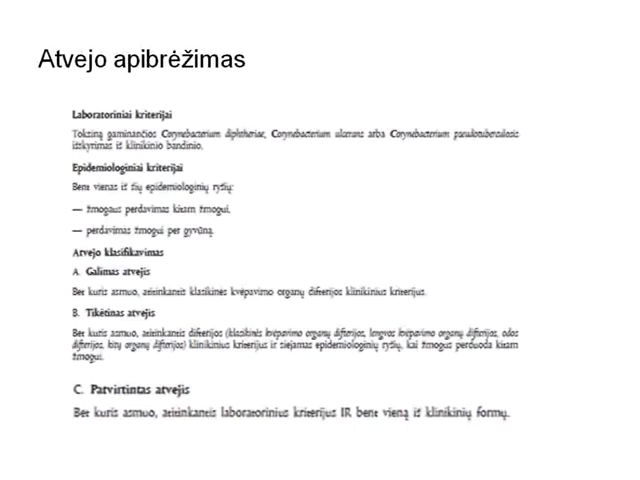 Atvejo apibrėžimas
Laboratoriniai kriterijai
Toksiną gaminančios Corynebacterium diphtheriae, Corynebacterium ulcerans arba Corynebacterium pseudotuberculosis
išskyrimas iš klinikinio bandinio.
Epidemiologiniai kriterijai
Bent vienas iš šių epidemiologinių ryšių:
— žmogaus perdavimas kitam žmogui,
— perdavimas žmogui per gyvūną.
Atvejo klasifikavimas
A. Galimas atvejis
Bet kuris asmuo, atitinkantis klasikinės kvėpavimo organų difterijos klinikinius kriterijus.
B. Tikėtinas atvejis
Bet kuris asmuo, atitinkantis difterijos (klasikinės kvėpavimo organų difterijos, lengvos kvėpavimo organų difterijos, odos
difterijos, kitų organų difterijos) klinikinius kriterijus ir siejamas epidemiologinių ryšių, kai žmogus perduoda kitam
žmogui.
C. Patvirtintas atvejis
Bet kuris asmuo, atitinkantis laboratorinius kriterijus IR bent vieną iš klinikinių formų.